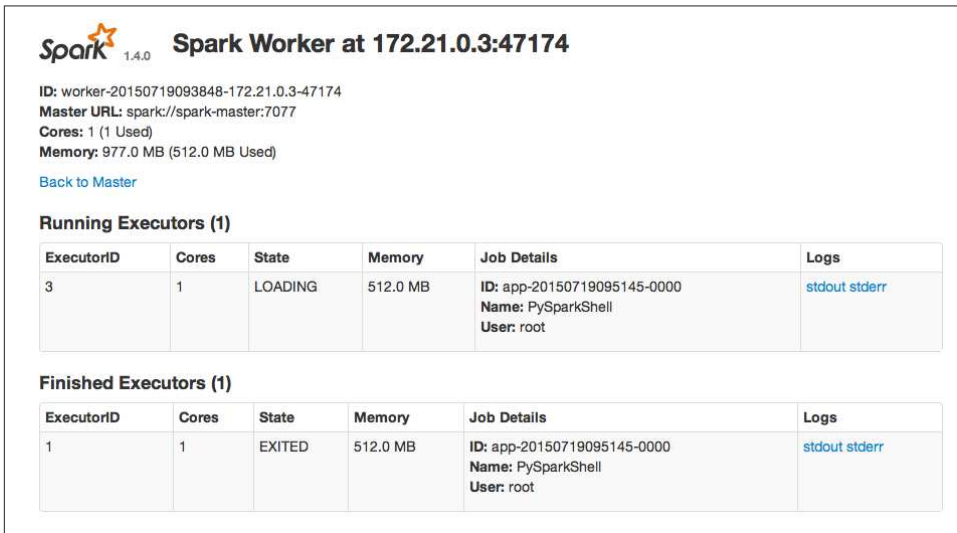 Spark 1.4.0 Spark Worker at 172.21.0.3:47174
ID: worker-20150719093848-172.21.0.3-47174
Master URL: spark://spark-master:7077
Cores: 1 (1 Used)
Memory: 977.0 MB (512.0 MB Used)
Back to Master
Running Executors (1)
ExecutorID Cores State Memory Job Details Logs
3 1 LOADING 512.0 MB ID: app-20150719095145-0000 stdout stderr
Name: PySparkShell
User: root
Finished Executors (1)
ExecutorID Cores State Memory Job Details Logs
1 1 EXITED 512.0 MB ID: app-20150719095145-0000 stdout stderr
Name: PySparkShell
User: root